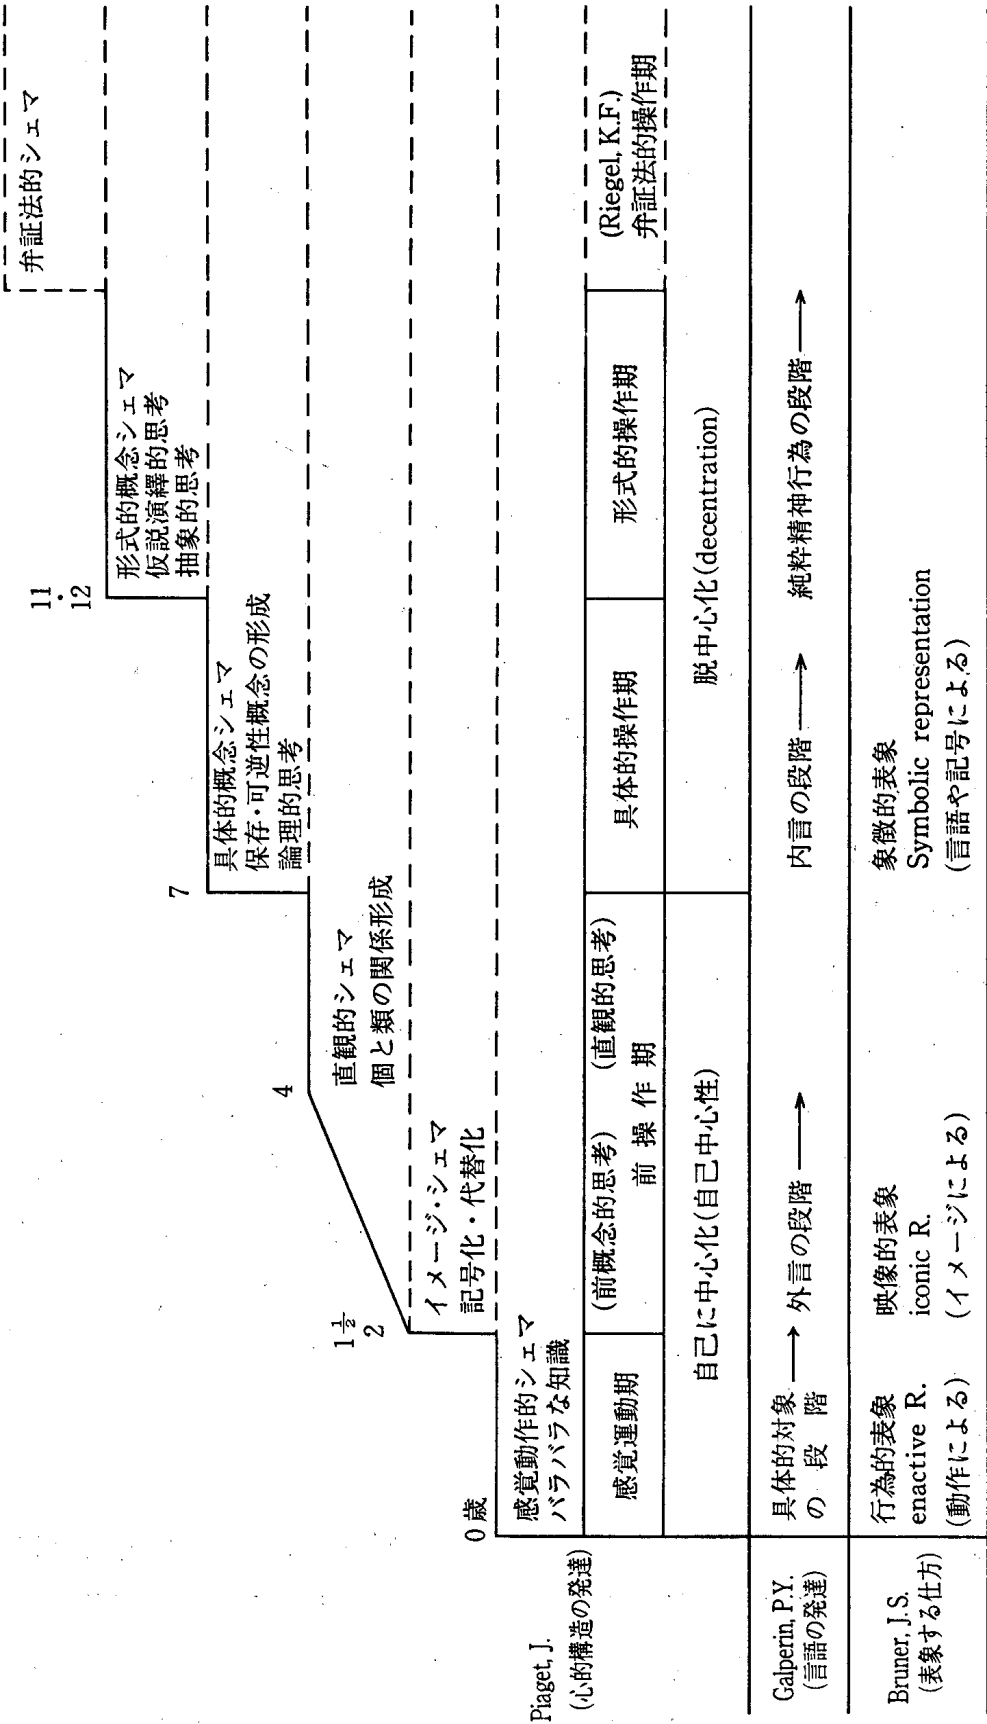 弁証法的シェマ
11
・
12
形式的概念シェマ
仮説演繹的思考
抽象的思考
7
具体的概念シェマ
保存・可逆性概念の形成
論理的思考
4
直観的シェマ
個と類の関係形成
1 1/2
2
イメージ・シェマ
記号化・代替化
0歳
感覚動作的シェマ
バラバラな知識
Piaget, J.
(心的構造の発達)
感覚運動期
(前概念的思考) (直観的思考)
前操作期
具体的操作期
形式的操作期
(Riegel, K.F.)
弁証法的操作期
自己に中心化(自己中心性)
脱中心化(decentration)
Galperin, P.Y.
(言語の発達)
具体的対象
の段階
→ 外言の段階 →
内言の段階 →
純粋精神行為の段階 →
Bruner, J.S.
(表象する仕方)
行為的表象
enactive R.
(動作による)
映像的表象
iconic R.
(イメージによる)
象徴的表象
Symbolic representation
(言語や記号による)